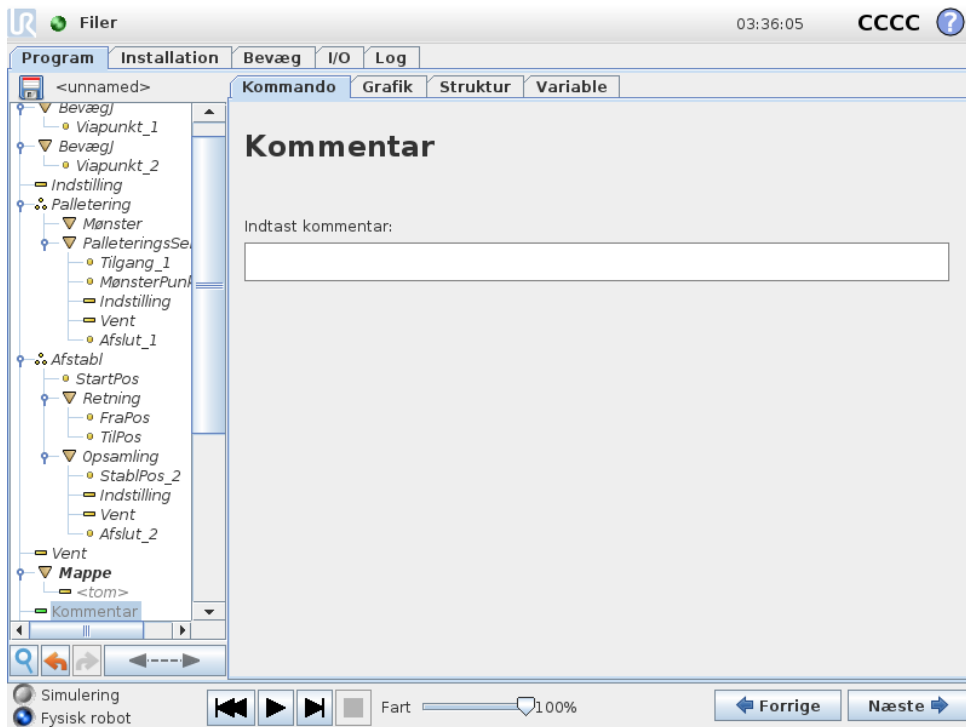 Filer 03:36:05 CCCC ?
Program Installation Bevæg I/O Log
<unnamed>
Kommando Grafik Struktur Variable
BevægJ
Viapunkt_1
BevægJ
Viapunkt_2
Indstilling
Palletering
Mønster
PalleteringsSe
Tilgang_1
MønsterPunk
Indstilling
Vent
Afslut_1
Afstabl
StartPos
Retning
FraPos
TilPos
Opsamling
StablPos_2
Indstilling
Vent
Afslut_2
Vent
Mappe
<tom>
Kommentar
Kommentar
Indtast kommentar:
Simulering
Fysisk robot
Fart 100%
Forrige Næste